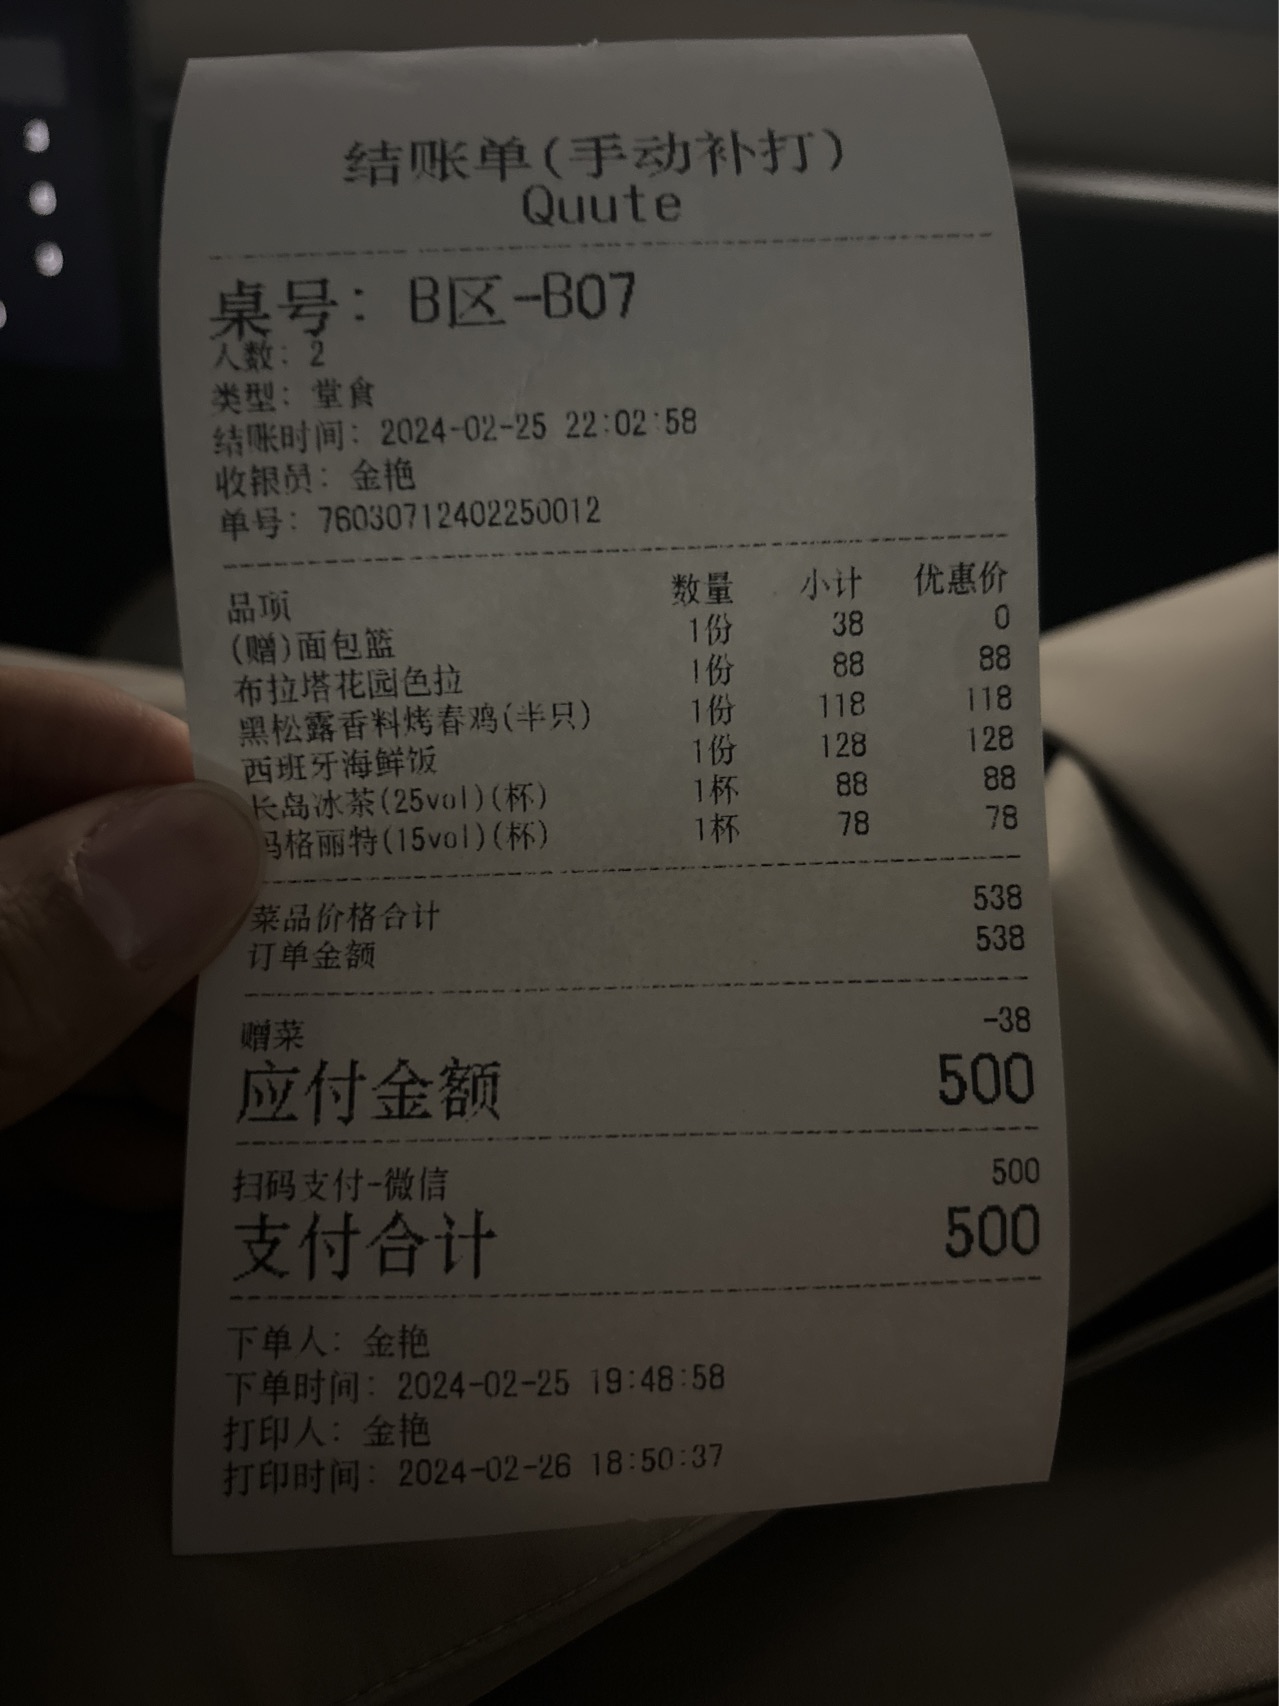 结账单(手动补打)
Quute
桌号: B区-B07
人数: 2
类型: 堂食
结账时间: 2024-02-25 22:02:58
收银员: 金艳
单号: 76030712402250012
品项 数量 小计 优惠价
(赠)面包篮 1份 38 0
布拉塔花园色拉 1份 88 88
黑松露香料烤春鸡(半只) 1份 118 118
西班牙海鲜饭 1份 128 128
长岛冰茶(25vol)(杯) 1杯 88 88
玛格丽特(15vol)(杯) 1杯 78 78
菜品价格合计 538
订单金额 538
赠菜 -38
应付金额 500
扫码支付-微信 500
支付合计 500
下单人: 金艳
下单时间: 2024-02-25 19:48:58
打印人: 金艳
打印时间: 2024-02-26 18:50:37